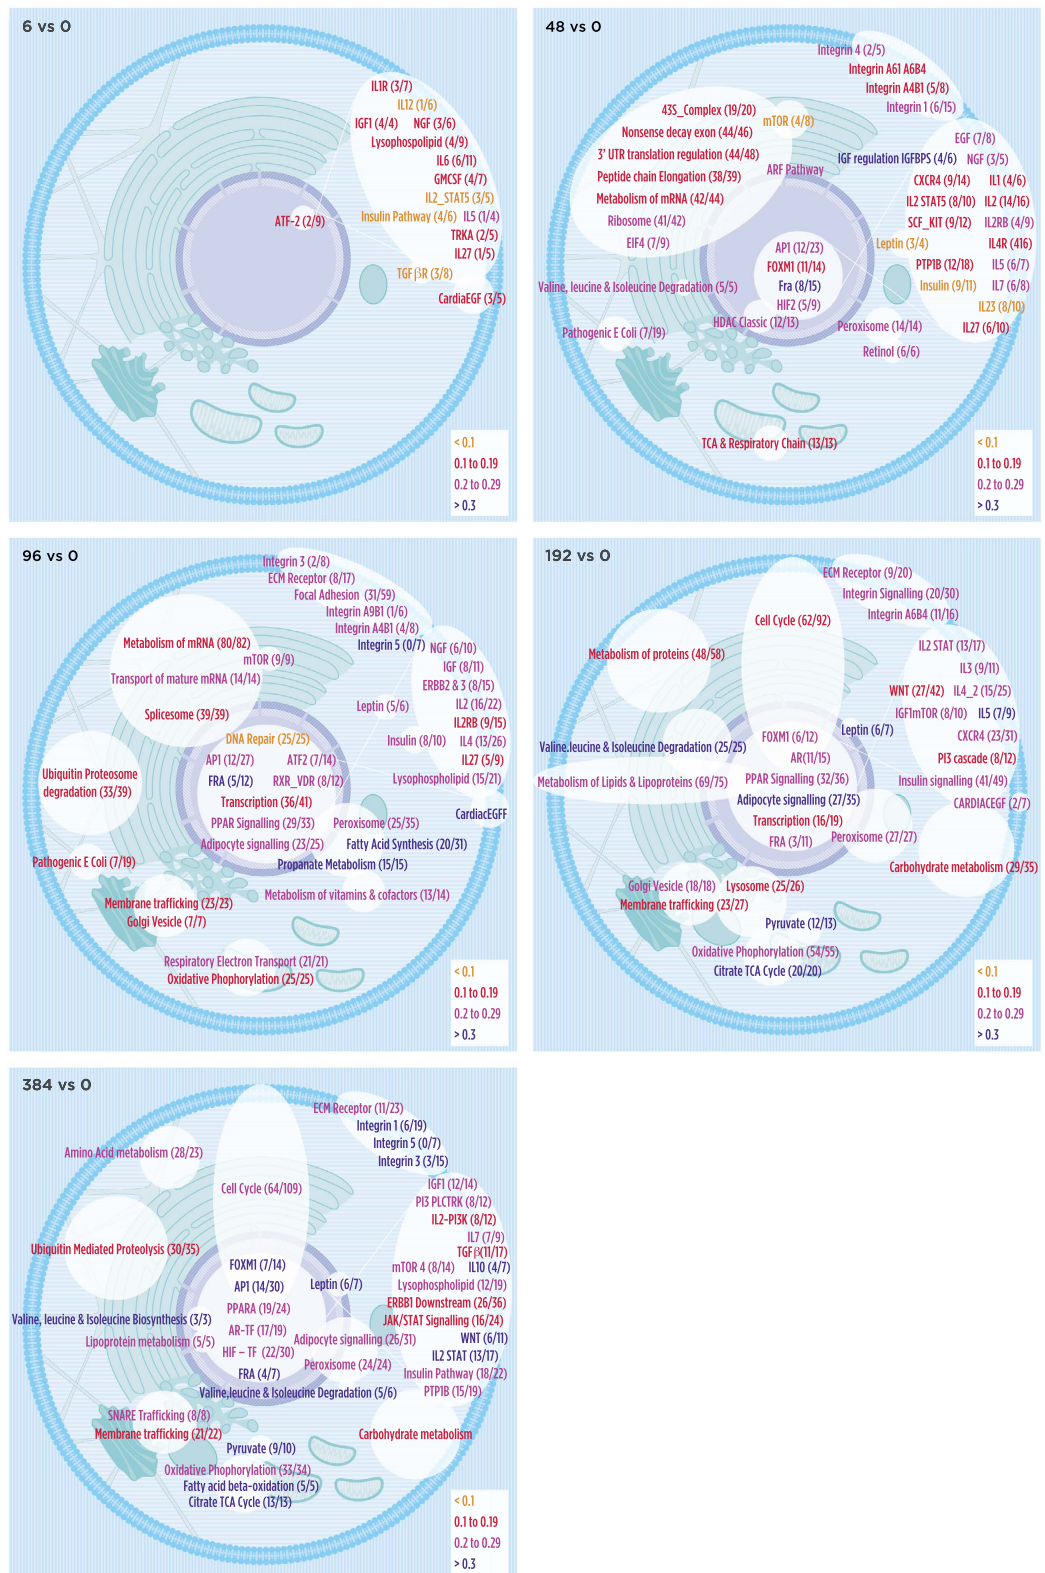 6 vs 0
IL1R (3/7)
IL12 (1/6)
IGF1 (4/4) NGF (3/6)
Lysophospolipid (4/9)
IL6 (6/11)
GMCSF (4/7)
IL2_STAT5 (3/5)
Insulin Pathway (4/6) IL5 (1/4)
ATF-2 (2/9)
TRKA (2/5)
IL27 (1/5)
TGFβR (3/8)
CardiaEGF (3/5)
< 0.1
0.1 to 0.19
0.2 to 0.29
> 0.3
48 vs 0
Integrin 4 (2/5)
Integrin A61 A6B4
Integrin A4B1 (5/8)
Integrin 1 (6/15)
43S_Complex (19/20)
mTOR (4/8)
Nonsense decay exon (44/46)
3' UTR translation regulation (44/48)
Peptide chain Elongation (38/39)
Metabolism of mRNA (42/44)
Ribosome (41/42)
EIF4 (7/9)
ARF Pathway
EGF (7/8)
IGF regulation IGFBPS (4/6) NGF (3/5)
CXCR4 (9/14) IL1 (4/6)
IL2 STAT5 (8/10) IL2 (14/16)
SCF_KIT (9/12) IL2RB (4/9)
Leptin (3/4) IL4R (416)
PTP1B (12/18) IL5 (6/7)
Insulin (9/11) IL7 (6/8)
IL23 (8/10)
IL27 (6/10)
AP1 (12/23)
FOXM1 (11/14)
Fra (8/15)
HIF2 (5/9)
HDAC Classic (12/13)
Valine, leucine & Isoleucine Degradation (5/5)
Pathogenic E Coli (7/19)
Peroxisome (14/14)
Retinol (6/6)
TCA & Respiratory Chain (13/13)
< 0.1
0.1 to 0.19
0.2 to 0.29
> 0.3
96 vs 0
Integrin 3 (2/8)
ECM Receptor (8/17)
Focal Adhesion (31/59)
Integrin A9B1 (1/6)
Integrin A4B1 (4/8)
Integrin 5 (0/7)
Metabolism of mRNA (80/82)
mTOR (9/9)
Transport of mature mRNA (14/14)
Splicesome (39/39)
NGF (6/10)
IGF (8/11)
ERBB2 & 3 (8/15)
Leptin (5/6) IL2 (16/22)
IL2RB (9/15)
Insulin (8/10) IL4 (13/26)
IL27 (5/9)
Lysophospholipid (15/21)
CardiacEGFF
DNA Repair (25/25)
AP1 (12/27) ATF2 (7/14)
FRA (5/12) RXR_VDR (8/12)
Transcription (36/41)
PPAR Signalling (29/33)
Adipocyte signalling (23/25)
Ubiquitin Proteosome
degradation (33/39)
Peroxisome (25/35)
Fatty Acid Synthesis (20/31)
Propanate Metabolism (15/15)
Pathogenic E Coli (7/19)
Metabolism of vitamins & cofactors (13/14)
Membrane trafficking (23/23)
Golgi Vesicle (7/7)
Respiratory Electron Transport (21/21)
Oxidative Phophorylation (25/25)
< 0.1
0.1 to 0.19
0.2 to 0.29
> 0.3
192 vs 0
ECM Receptor (9/20)
Integrin Signalling (20/30)
Integrin A6B4 (11/16)
Cell Cycle (62/92)
Metabolism of proteins (48/58)
IL2 STAT (13/17)
IL3 (9/11)
WNT (27/42) IL4_2 (15/25)
IGF1mTOR (8/10) IL5 (7/9)
Leptin (6/7)
CXCR4 (23/31)
PI3 cascade (8/12)
Insulin signalling (41/49)
CARDIACEGF (2/7)
Valine.leucine & Isoleucine Degradation (25/25)
Metabolism of Lipids & Lipoproteins (69/75)
FOXM1 (6/12)
AR(11/15)
PPAR Signalling (32/36)
Adipocyte signalling (27/35)
Transcription (16/19)
FRA (3/11)
Peroxisome (27/27)
Carbohydrate metabolism (29/35)
Golgi Vesicle (18/18) Lysosome (25/26)
Membrane trafficking (23/27)
Pyruvate (12/13)
Oxidative Phophorylation (54/55)
Citrate TCA Cycle (20/20)
< 0.1
0.1 to 0.19
0.2 to 0.29
> 0.3
384 vs 0
ECM Receptor (11/23)
Integrin 1 (6/19)
Integrin 5 (0/7)
Integrin 3 (3/15)
Amino Acid metabolism (28/23)
Cell Cycle (64/109)
Ubiquitin Mediated Proteolysis (30/35)
IGF1 (12/14)
PI3 PLCTRK (8/12)
IL2-PI3K (8/12)
IL7 (7/9)
TGFβ(11/17)
mTOR 4 (8/14) IL10 (4/7)
Lysophospholipid (12/19)
ERBB1 Downstream (26/36)
JAK/STAT Signalling (16/24)
WNT (6/11)
IL2 STAT (13/17)
Insulin Pathway (18/22)
PTP1B (15/19)
FOXM1 (7/14)
AP1 (14/30)
Leptin (6/7)
PPARA (19/24)
AR-TF (17/19)
HIF – TF (22/30)
FRA (4/7)
Valine, leucine & Isoleucine Biosynthesis (3/3)
Lipoprotein metabolism (5/5)
Adipocyte signalling (26/31)
Peroxisome (24/24)
Valine,leucine & Isoleucine Degradation (5/6)
SNARE Trafficking (8/8)
Membrane trafficking (21/22)
Carbohydrate metabolism
Pyruvate (9/10)
Oxidative Phophorylation (33/34)
Fatty acid beta-oxidation (5/5)
Citrate TCA Cycle (13/13)
< 0.1
0.1 to 0.19
0.2 to 0.29
> 0.3